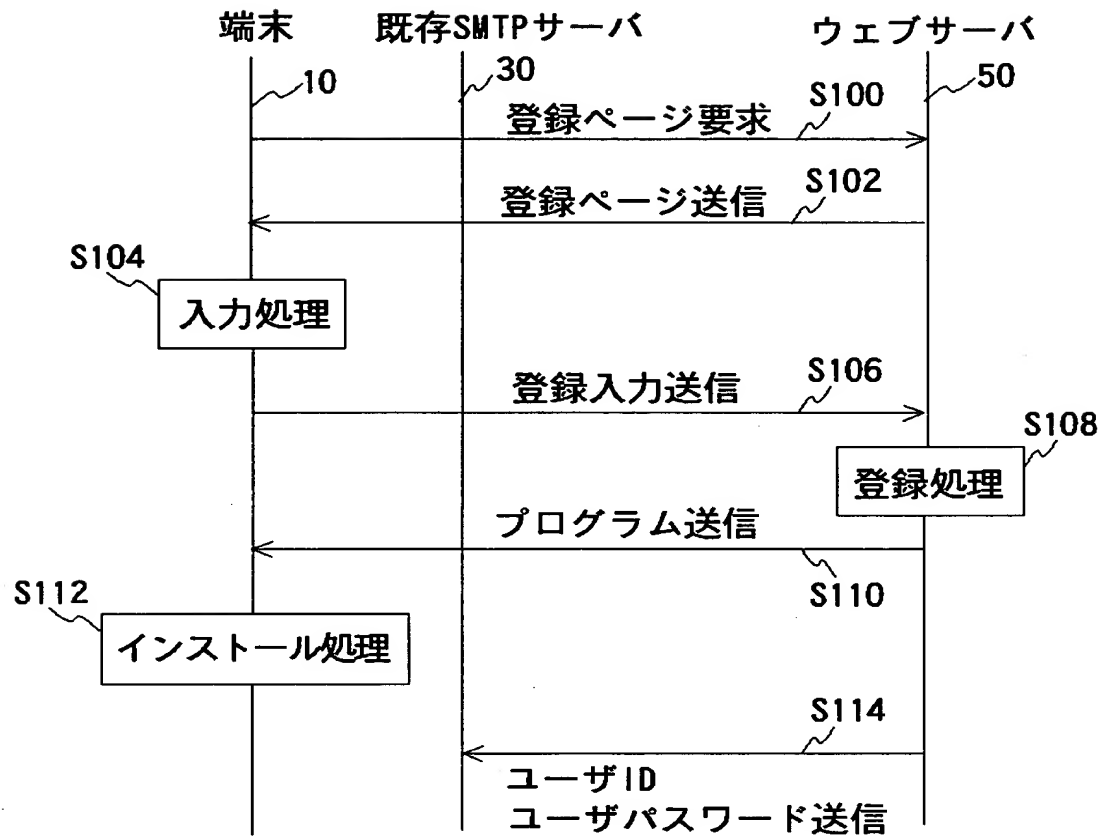 端末
既存SMTPサーバ
ウェブサーバ
10
30
50
登録ページ要求
S100
登録ページ送信
S102
S104
入力処理
登録入力送信
S106
S108
登録処理
プログラム送信
S110
S112
インストール処理
S114
ユーザID
ユーザパスワード送信